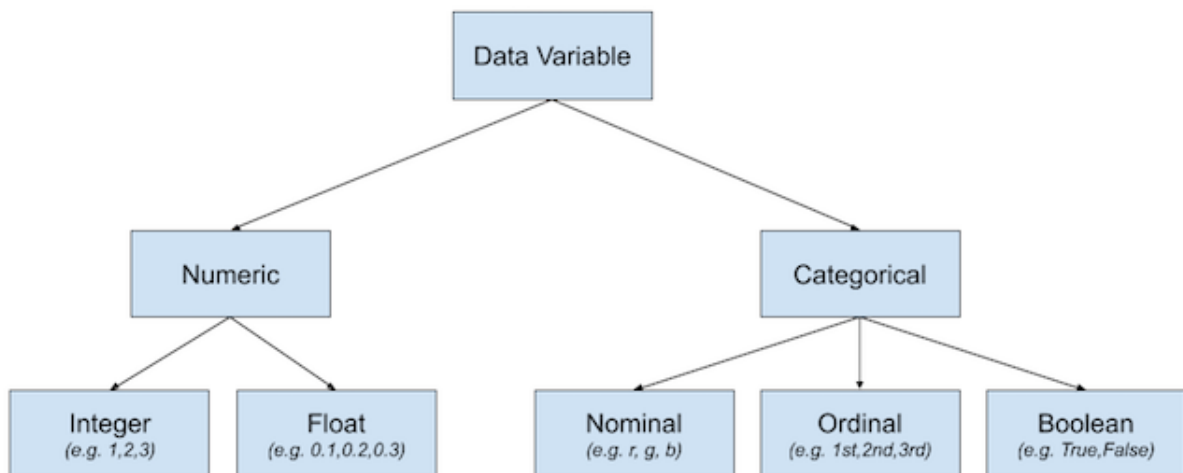 Data Variable
Numeric
Categorical
Integer
(e.g. 1,2,3)
Float
(e.g. 0.1,0.2,0.3)
Nominal
(e.g. r, g, b)
Ordinal
(e.g. 1st,2nd,3rd)
Boolean
(e.g. True,False)